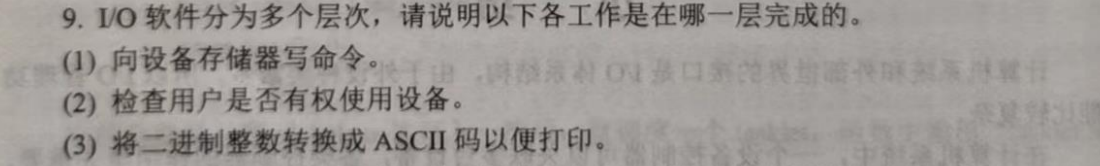 9. I/O 软件分为多个层次，请说明以下各工作是在哪一层完成的。
(1) 向设备存储器写命令。
(2) 检查用户是否有权使用设备。
(3) 将二进制整数转换成 ASCII 码以便打印。